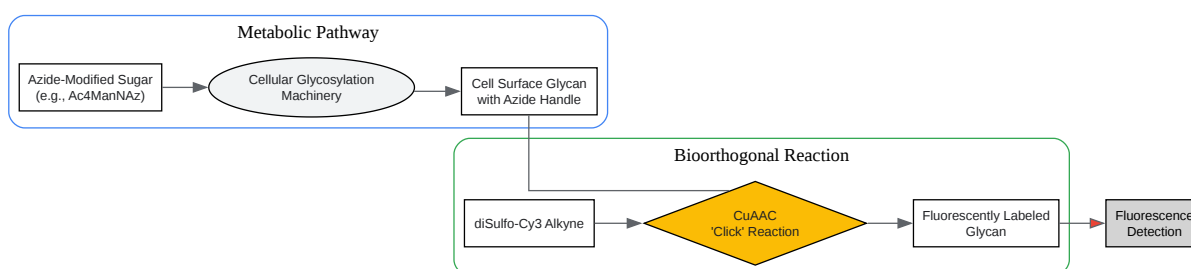 Metabolic Pathway
Azide-Modified Sugar
(e.g., Ac4ManNAz)
Cellular Glycosylation
Machinery
Cell Surface Glycan
with Azide Handle
Bioorthogonal Reaction
diSulfo-Cy3 Alkyne
CuAAC
'Click' Reaction
Fluorescently Labeled
Glycan
Fluorescence
Detection